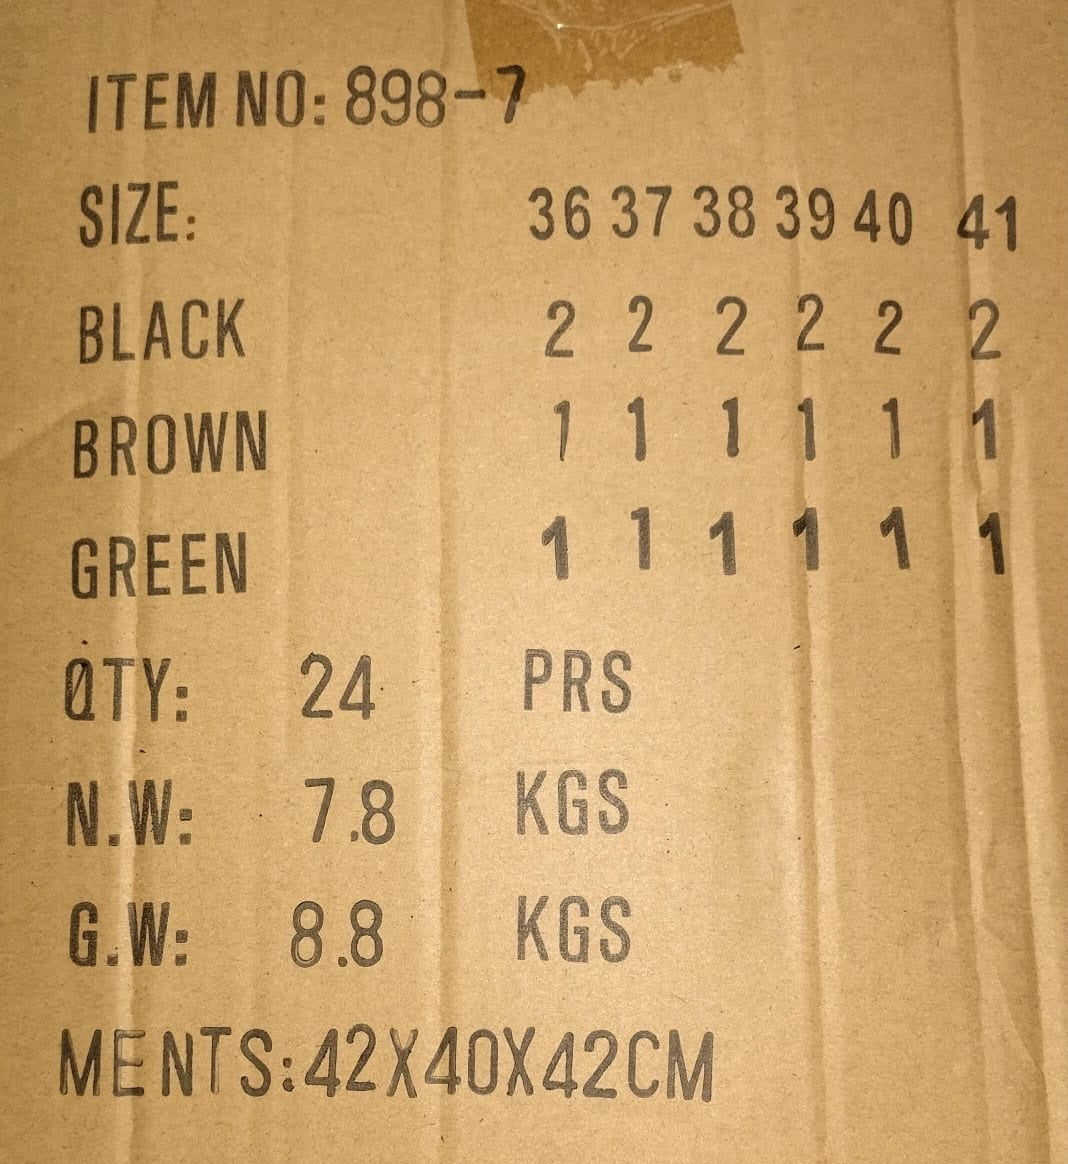 ITEM NO: 898-7
SIZE: 36 37 38 39 40 41
BLACK 2 2 2 2 2 2
BROWN 1 1 1 1 1 1
GREEN 1 1 1 1 1 1
QTY: 24 PRS
N.W: 7.8 KGS
G.W: 8.8 KGS
MENTS:42X40X42CM